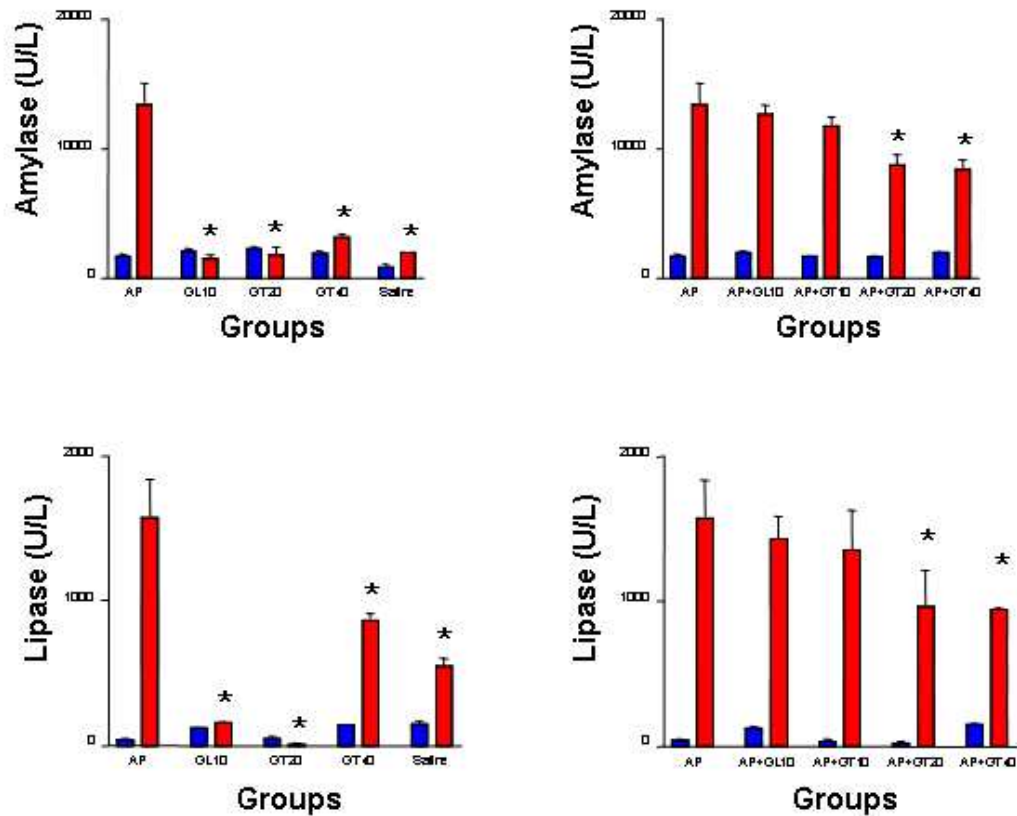 Amylase (U/L)
20000
10000
0
* * * *
AP GL10 GT20 GT40 Saline
Groups
Amylase (U/L)
20000
10000
0
* *
AP AP+GL10 AP+GT10 AP+GT20 AP+GT40
Groups
Lipase (U/L)
2000
1000
0
* * * *
AP GL10 GT20 GT40 Saline
Groups
Lipase (U/L)
2000
1000
0
* *
AP AP+GL10 AP+GT10 AP+GT20 AP+GT40
Groups